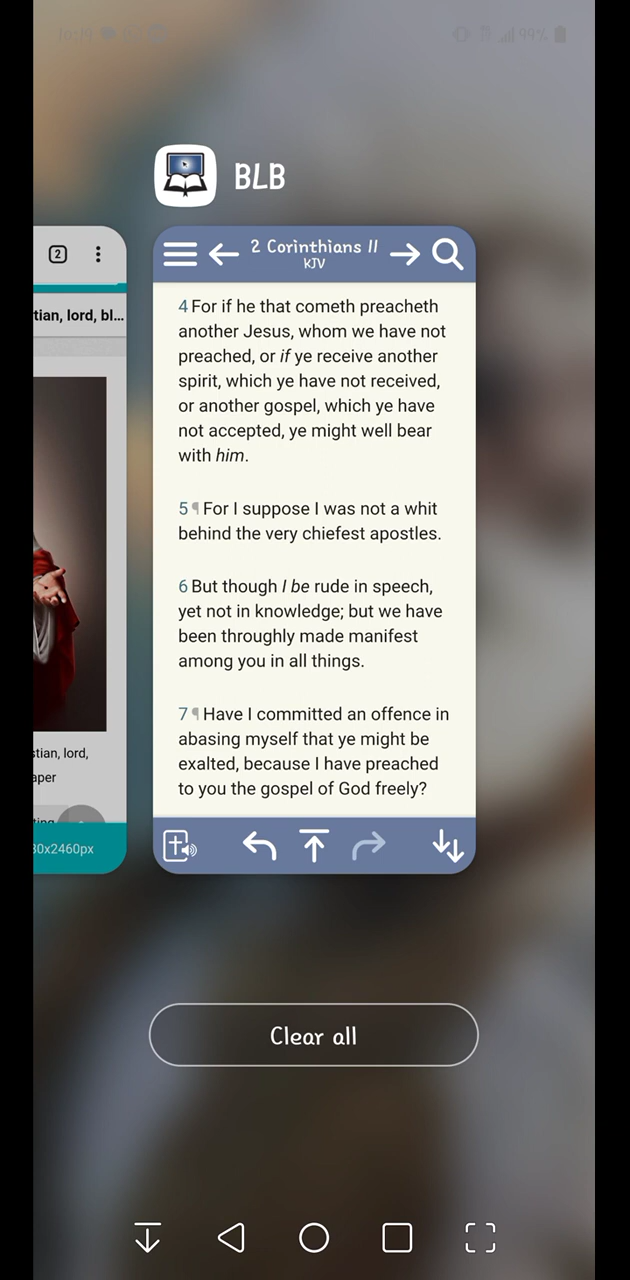 16:19 99%
BLB
2
2 Corinthians 11
KJV
tian, lord, bl...
4 For if he that cometh preacheth
another Jesus, whom we have not
preached, or if ye receive another
spirit, which ye have not received,
or another gospel, which ye have
not accepted, ye might well bear
with him.
5 ¶ For I suppose I was not a whit
behind the very chiefest apostles.
6 But though I be rude in speech,
yet not in knowledge; but we have
been throughly made manifest
among you in all things.
7 ¶ Have I committed an offence in
abasing myself that ye might be
exalted, because I have preached
to you the gospel of God freely?
stian, lord,
aper
30x2460px
Clear all